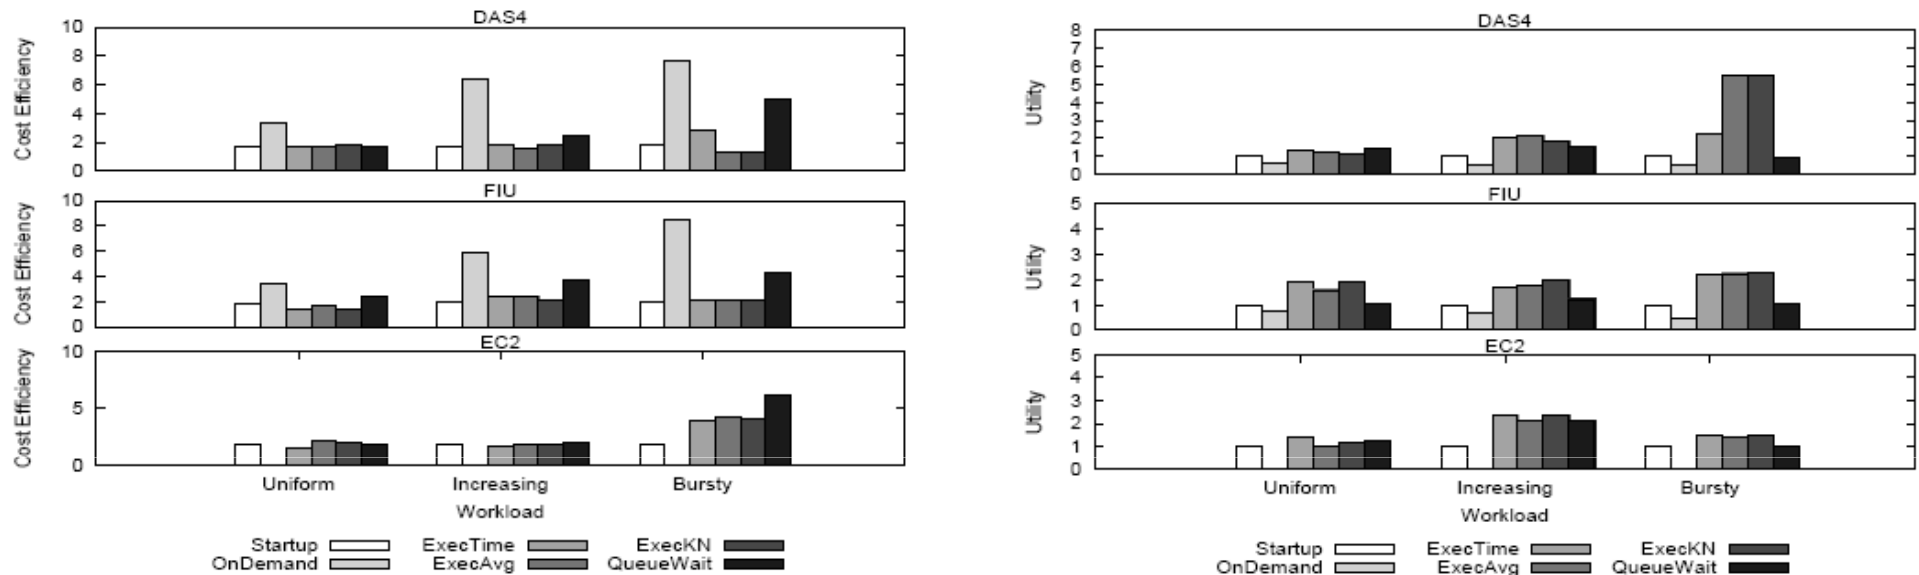 DAS4
Cost Efficiency
10
8
6
4
2
0
FIU
Cost Efficiency
10
8
6
4
2
0
EC2
Cost Efficiency
10
5
0
Uniform Increasing Bursty
Workload
Startup ExecTime ExecKN
OnDemand ExecAvg QueueWait
DAS4
Utility
8
7
6
5
4
3
2
1
0
FIU
Utility
5
4
3
2
1
0
EC2
Utility
5
4
3
2
1
0
Uniform Increasing Bursty
Workload
Startup ExecTime ExecKN
OnDemand ExecAvg QueueWait